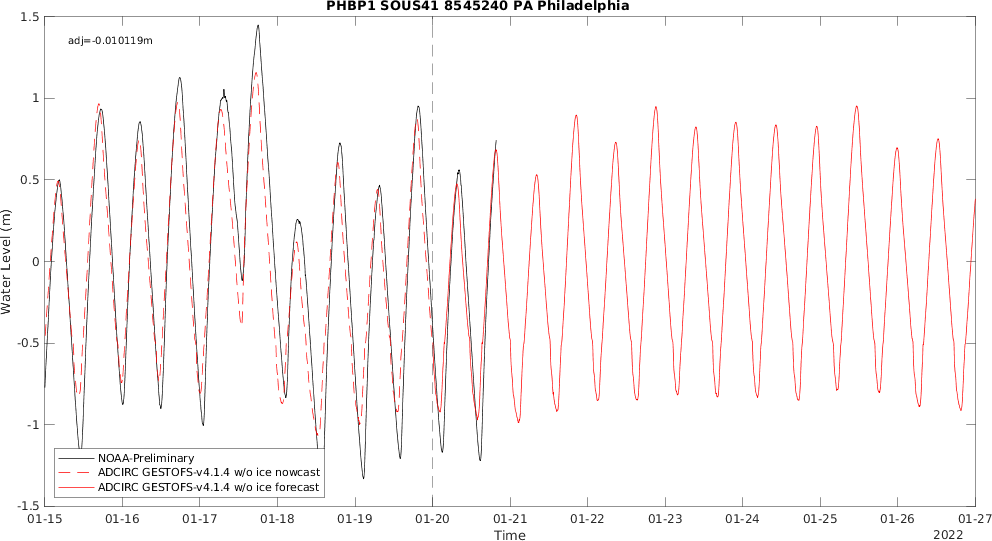 PHBP1 SOUS41 8545240 PA Philadelphia
adj=-0.010119m
1.5
1
0.5
0
-0.5
-1
-1.5
Water Level (m)
NOAA-Preliminary
ADCIRC GESTOFS-v4.1.4 w/o ice nowcast
ADCIRC GESTOFS-v4.1.4 w/o ice forecast
01-15 01-16 01-17 01-18 01-19 01-20 01-21 01-22 01-23 01-24 01-25 01-26 01-27
Time
2022